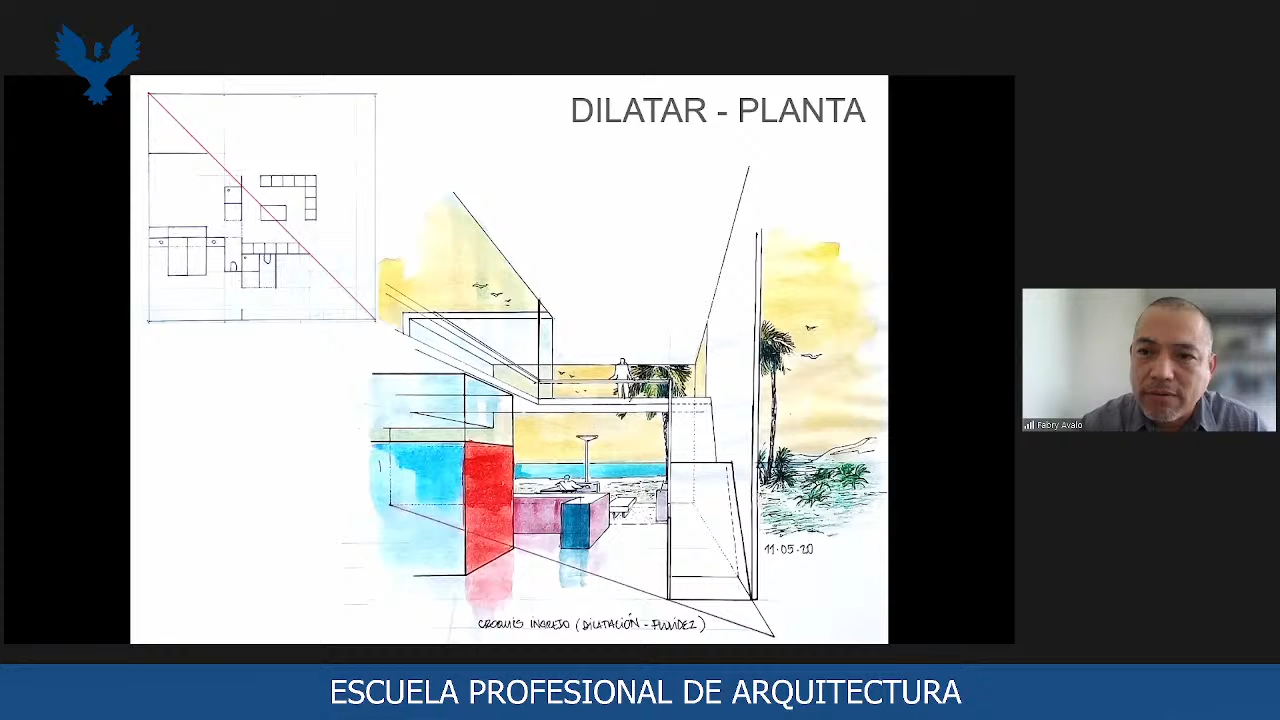 DILATAR - PLANTA
Fabry Avalo
11·05·20
CROQUIS INGRESO (DILATACIÓN - FLUIDEZ)
ESCUELA PROFESIONAL DE ARQUITECTURA